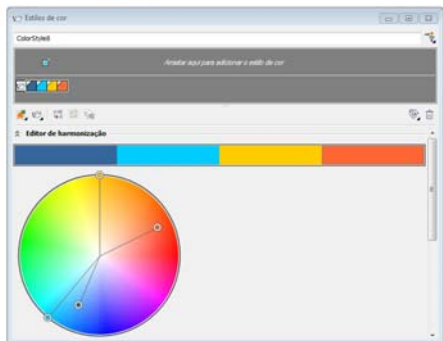 Estilos de cor
ColorStyle8
Arrastar aqui para adicionar o estilo de cor
Editor de harmonização